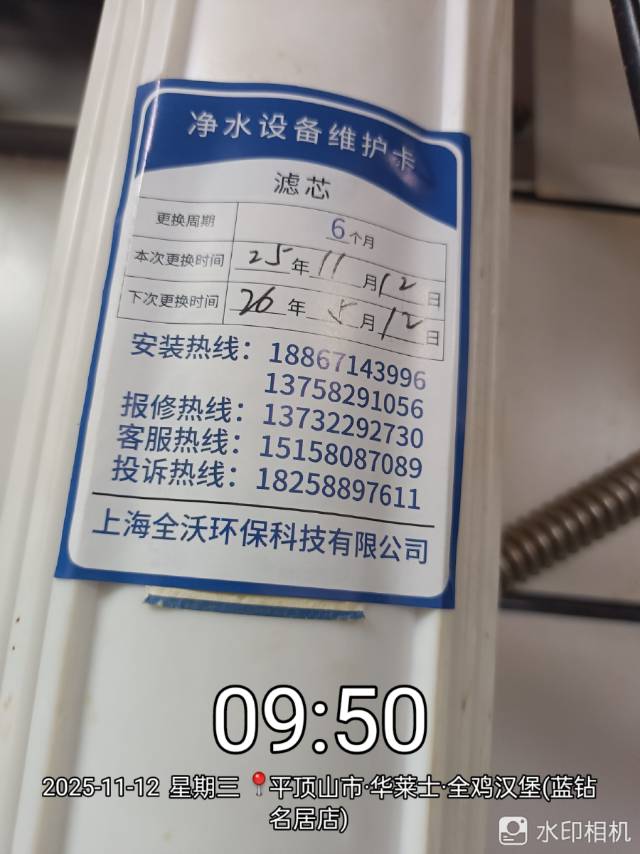 净水设备维护卡
滤芯
更换周期 6个月
本次更换时间 25年11月12日
下次更换时间 26年5月12日
安装热线：18867143996
13758291056
报修热线：13732292730
客服热线：15158087089
投诉热线：18258897611
上海全沃环保科技有限公司
09:50
2025-11-12 星期三 📍平顶山市·华莱士·全鸡汉堡(蓝钻
名居店)
水印相机